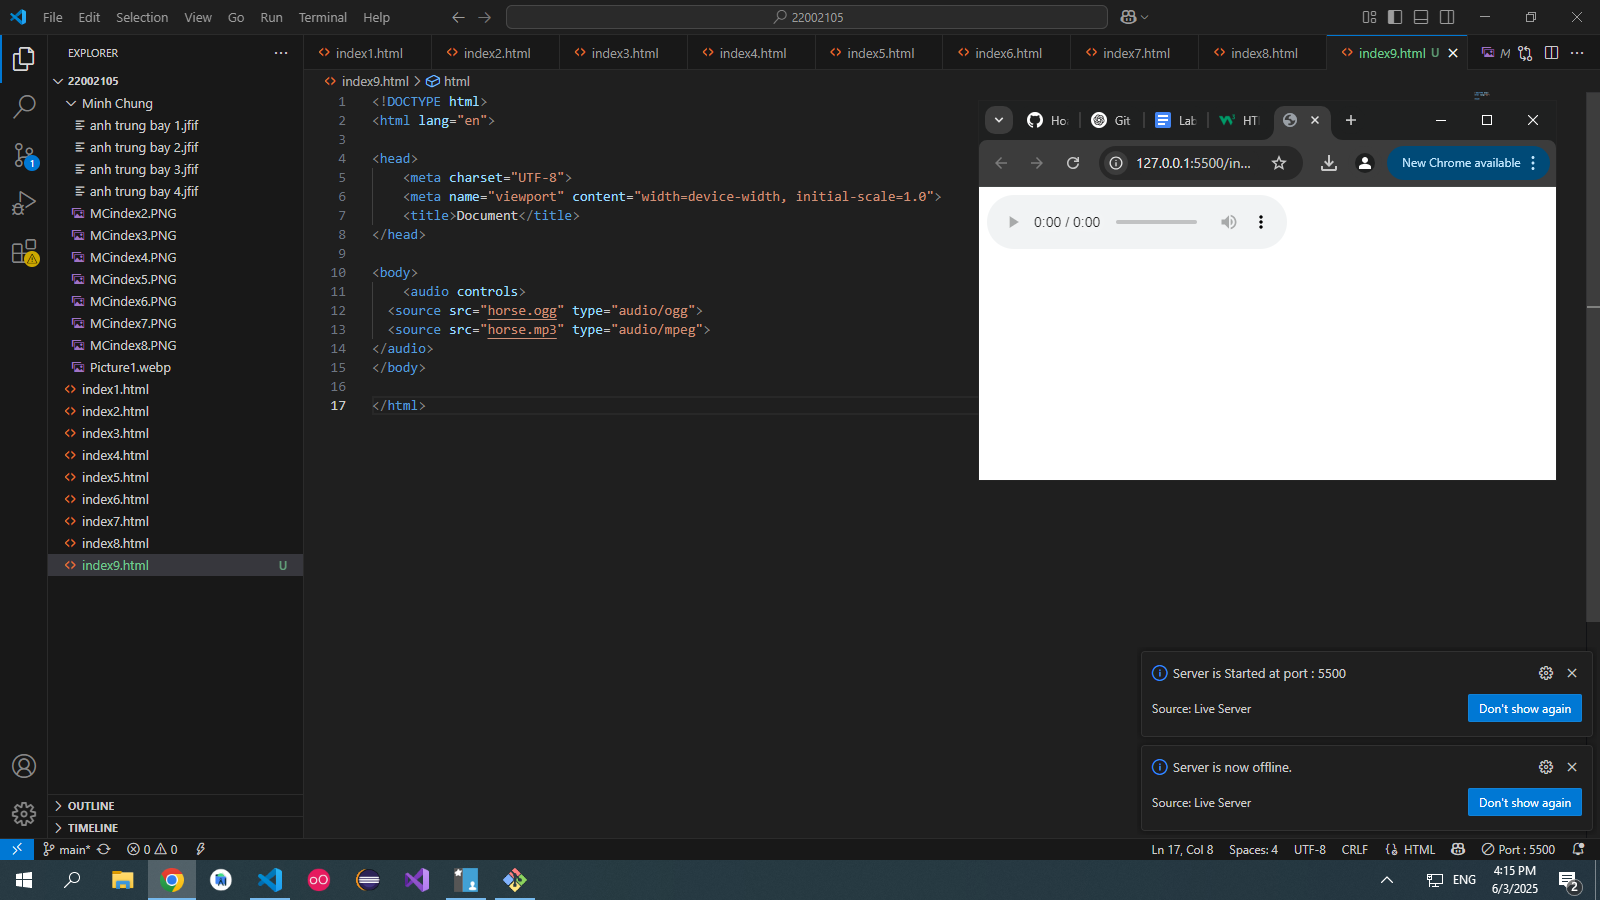 File Edit Selection View Go Run Terminal Help
22002105
EXPLORER
22002105
Minh Chung
anh trung bay 1.jfif
anh trung bay 2.jfif
anh trung bay 3.jfif
anh trung bay 4.jfif
MCindex2.PNG
MCindex3.PNG
MCindex4.PNG
MCindex5.PNG
MCindex6.PNG
MCindex7.PNG
MCindex8.PNG
Picture1.webp
index1.html
index2.html
index3.html
index4.html
index5.html
index6.html
index7.html
index8.html
index9.html U
OUTLINE
TIMELINE
index1.html index2.html index3.html index4.html index5.html index6.html index7.html index8.html index9.html U M
index9.html > html
1 <!DOCTYPE html>
2 <html lang="en">
3
4 <head>
5 <meta charset="UTF-8">
6 <meta name="viewport" content="width=device-width, initial-scale=1.0">
7 <title>Document</title>
8 </head>
9
10 <body>
11 <audio controls>
12 <source src="horse.ogg" type="audio/ogg">
13 <source src="horse.mp3" type="audio/mpeg">
14 </audio>
15 </body>
16
17 </html>
Git Lab HT
127.0.0.1:5500/in...
New Chrome available
0:00 / 0:00
Server is Started at port : 5500
Source: Live Server
Don't show again
Server is now offline.
Source: Live Server
Don't show again
1
main* 0 0
Ln 17, Col 8 Spaces: 4 UTF-8 CRLF HTML Port : 5500
ENG
4:15 PM
6/3/2025
2